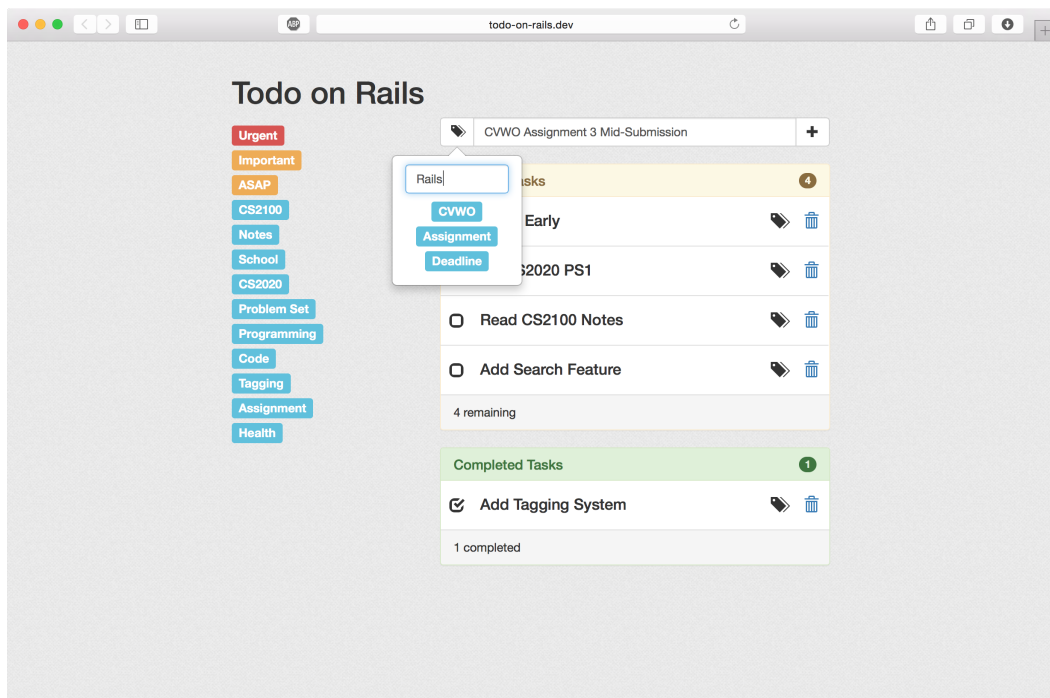 ABP
todo-on-rails.dev
Todo on Rails
Urgent
Important
ASAP
CS2100
Notes
School
CS2020
Problem Set
Programming
Code
Tagging
Assignment
Health
CVWO Assignment 3 Mid-Submission
Rails
CVWO
Assignment
Deadline
4
Early
PS1
Read CS2100 Notes
Add Search Feature
4 remaining
Completed Tasks
1
Add Tagging System
1 completed